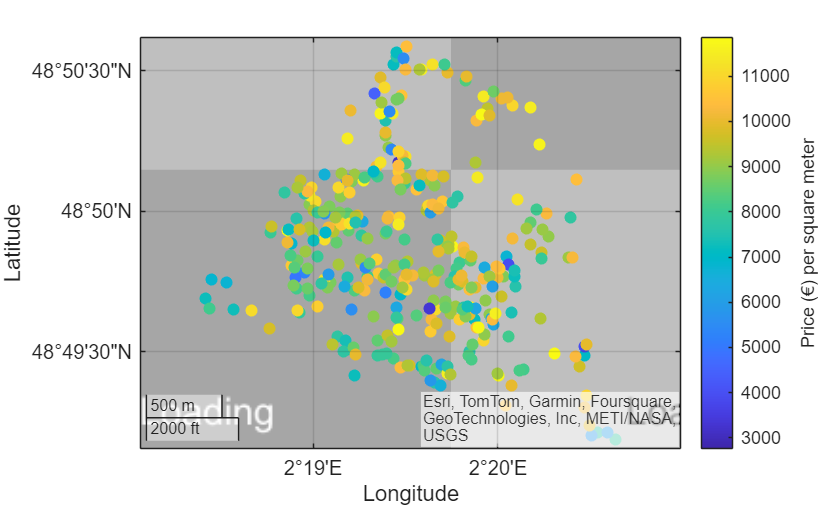 48°50'30"N
48°50'N
48°49'30"N
Latitude
2°19'E
2°20'E
Longitude
Loading
500 m
2000 ft
Esri, TomTom, Garmin, Foursquare,
GeoTechnologies, Inc, METI/NASA,
USGS
Loa
11000
10000
9000
8000
7000
6000
5000
4000
3000
Price (€) per square meter